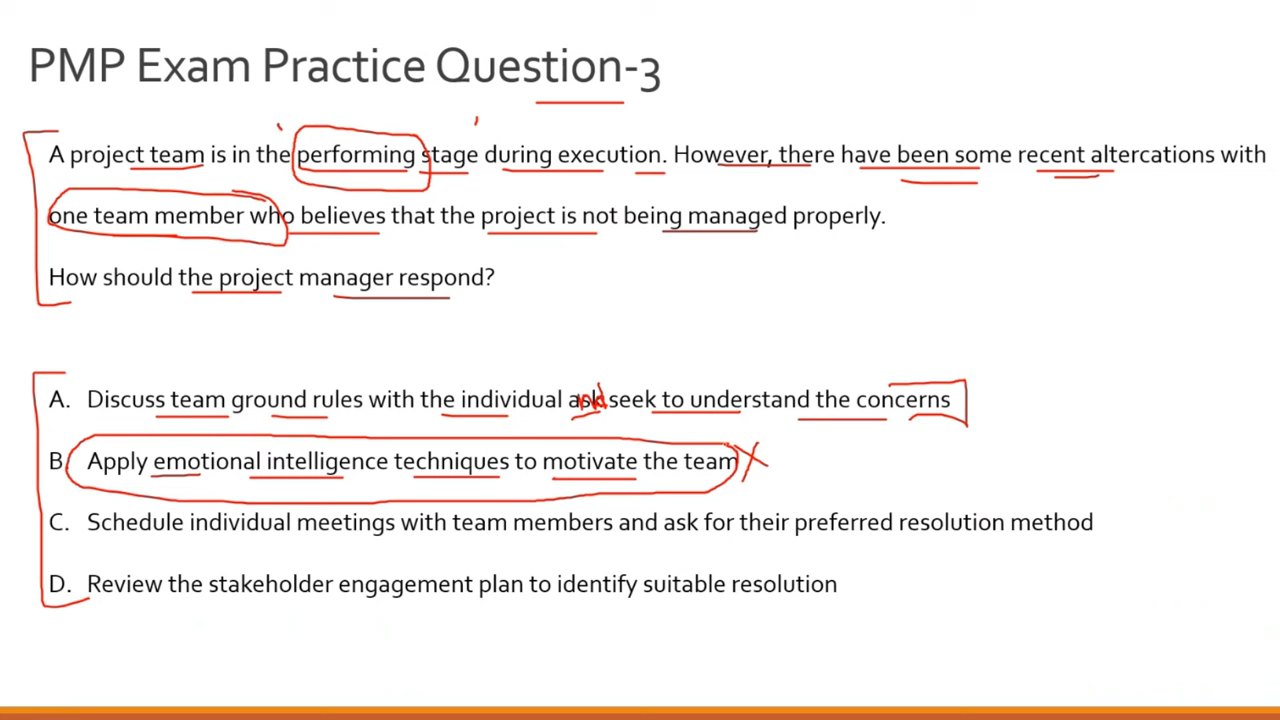 PMP Exam Practice Question-3
A project team is in the performing stage during execution. However, there have been some recent altercations with
one team member who believes that the project is not being managed properly.
How should the project manager respond?
A. Discuss team ground rules with the individual and seek to understand the concerns
B. Apply emotional intelligence techniques to motivate the team
C. Schedule individual meetings with team members and ask for their preferred resolution method
D. Review the stakeholder engagement plan to identify suitable resolution